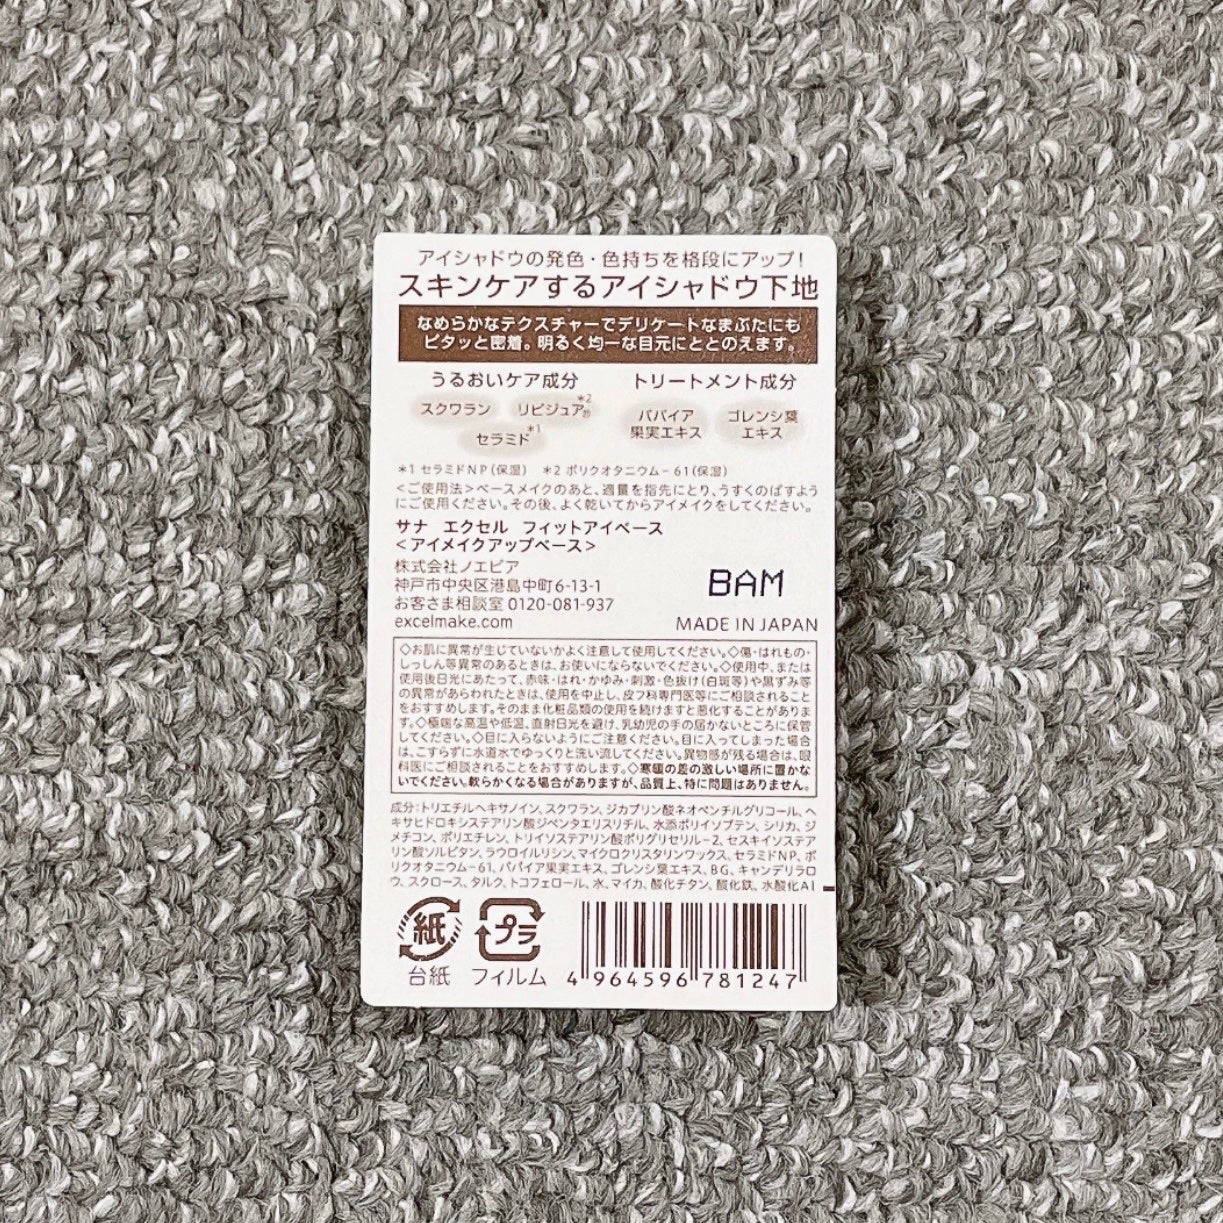 アイシャドウの発色・色持ちを格段にアップ!
スキンケアするアイシャドウ下地
なめらかなテクスチャーでデリケートなまぶたにも
ピタッと密着。明るく均一な目元にととのえます。
うるおいケア成分 トリートメント成分
スクワラン リピジュア®*2 パパイア果実エキス ゴレンシ葉エキス
セラミド*1
*1 セラミドNP(保湿) *2 ポリクオタニウム-61(保湿)
<ご使用法>ベースメイクのあと、適量を指先にとり、うすくのばすよう
にご使用ください。その後、よく乾いてからアイメイクをしてください。
サナ エクセル フィットアイベース
<アイメイクアップベース>
株式会社ノエビア
神戸市中央区港島中町6-13-1
お客さま相談室 0120-081-937
excelmake.com
BAM
MADE IN JAPAN
◇お肌に異常が生じていないかよく注意して使用してください。◇傷・はれもの・
しっしん等異常のあるときは、お使いにならないでください。◇使用中、または
使用後日光にあたって、赤味・はれ・かゆみ・刺激・色抜け(白斑等)や黒ずみ等
の異常があらわれたときは、使用を中止し、皮フ科専門医等にご相談されること
をおすすめします。そのまま化粧品類の使用を続けますと悪化することがありま
す。◇極端な高温や低温、直射日光を避け、乳幼児の手の届かないところに保管
してください。◇目に入らないようにご注意ください。目に入ってしまった場合
は、こすらずに水道水でゆっくりと洗い流してください。異物感が残る場合は、眼
科医にご相談されることをおすすめします。◇寒暖の差の激しい場所に置かな
いでください。軟らかくなる場合がありますが、品質上、特に問題はありません。
成分:トリエチルヘキサノイン、スクワラン、ジカプリン酸ネオペンチルグリコール、ヘ
キサヒドロキシステアリン酸ジペンタエリスリチル、水添ポリイソブテン、シリカ、ジ
メチコン、ポリエチレン、トリイソステアリン酸ポリグリセリル-2、セスキイソステア
リン酸ソルビタン、ラウロイルリシン、マイクロクリスタリンワックス、セラミドNP、ポ
リクオタニウム-61、パパイア果実エキス、ゴレンシ葉エキス、BG、キャンデリラロ
ウ、スクロース、タルク、トコフェロール、水、マイカ、酸化チタン、酸化鉄、水酸化Al
紙 プラ
台紙 フィルム
4 964596 781247